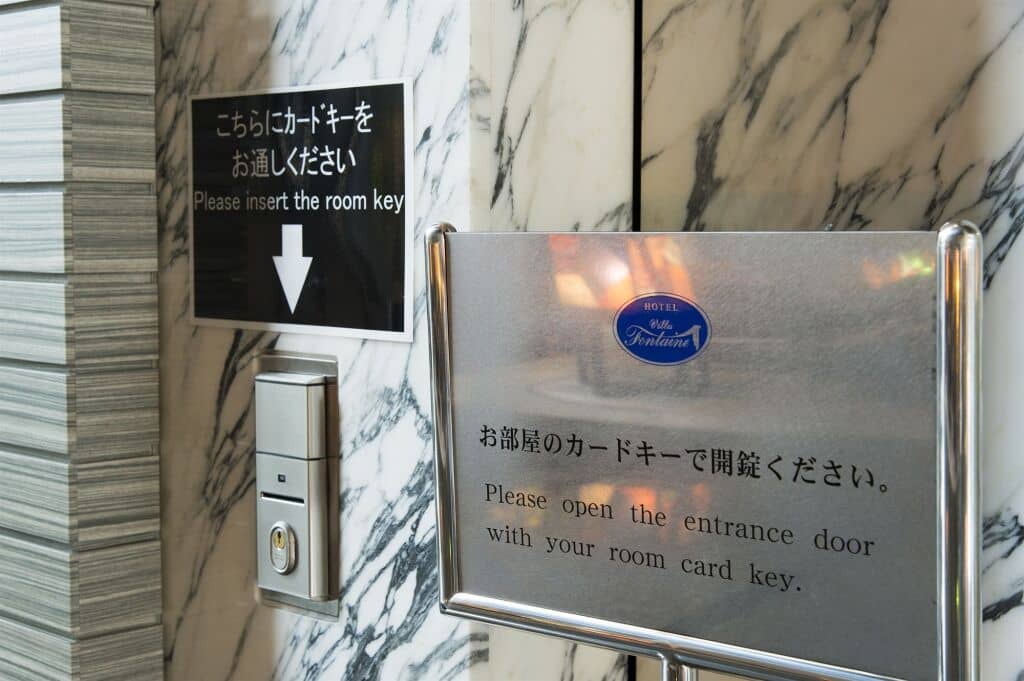 こちらにカードキーを
お通しください
Please insert the room key
HOTEL
Villa
Fontaine
お部屋のカードキーで開錠ください。
Please open the entrance door
with your room card key.